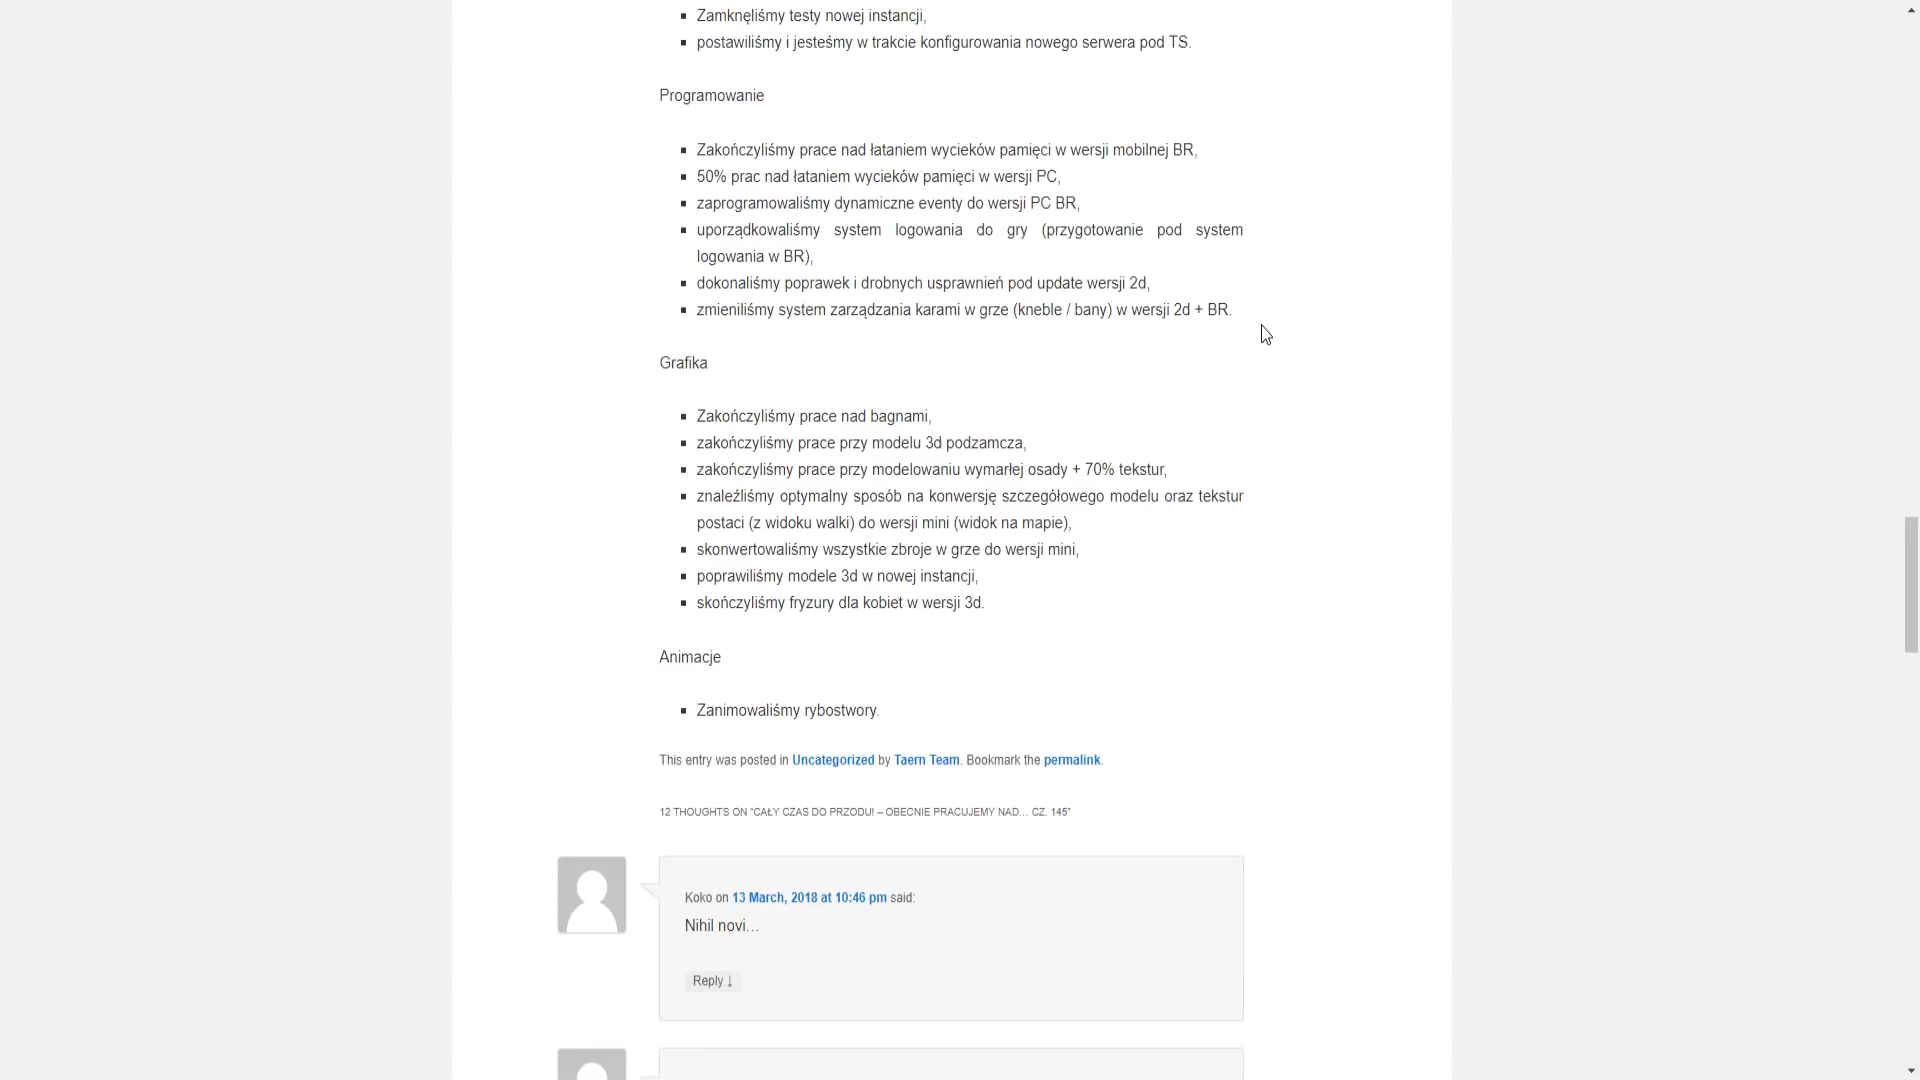 Zamknęliśmy testy nowej instancji,
postawiliśmy i jesteśmy w trakcie konfigurowania nowego serwera pod TS.
Programowanie
Zakończyliśmy prace nad łataniem wycieków pamięci w wersji mobilnej BR,
50% prac nad łataniem wycieków pamięci w wersji PC,
zaprogramowaliśmy dynamiczne eventy do wersji PC BR,
uporządkowaliśmy system logowania do gry (przygotowanie pod system
logowania w BR),
dokonaliśmy poprawek i drobnych usprawnień pod update wersji 2d,
zmieniliśmy system zarządzania karami w grze (kneble / bany) w wersji 2d + BR.
Grafika
Zakończyliśmy prace nad bagnami,
zakończyliśmy prace przy modelu 3d podzamcza,
zakończyliśmy prace przy modelowaniu wymarłej osady + 70% tekstur,
znaleźliśmy optymalny sposób na konwersję szczegółowego modelu oraz tekstur
postaci (z widoku walki) do wersji mini (widok na mapie),
skonwertowaliśmy wszystkie zbroje w grze do wersji mini,
poprawiliśmy modele 3d w nowej instancji,
skończyliśmy fryzury dla kobiet w wersji 3d.
Animacje
Zanimowaliśmy rybostwory.
This entry was posted in Uncategorized by Taern Team. Bookmark the permalink.
12 THOUGHTS ON “CAŁY CZAS DO PRZODU! – OBECNIE PRACUJEMY NAD… CZ. 145”
Koko on 13 March, 2018 at 10:46 pm said:
Nihil novi…
Reply ↓